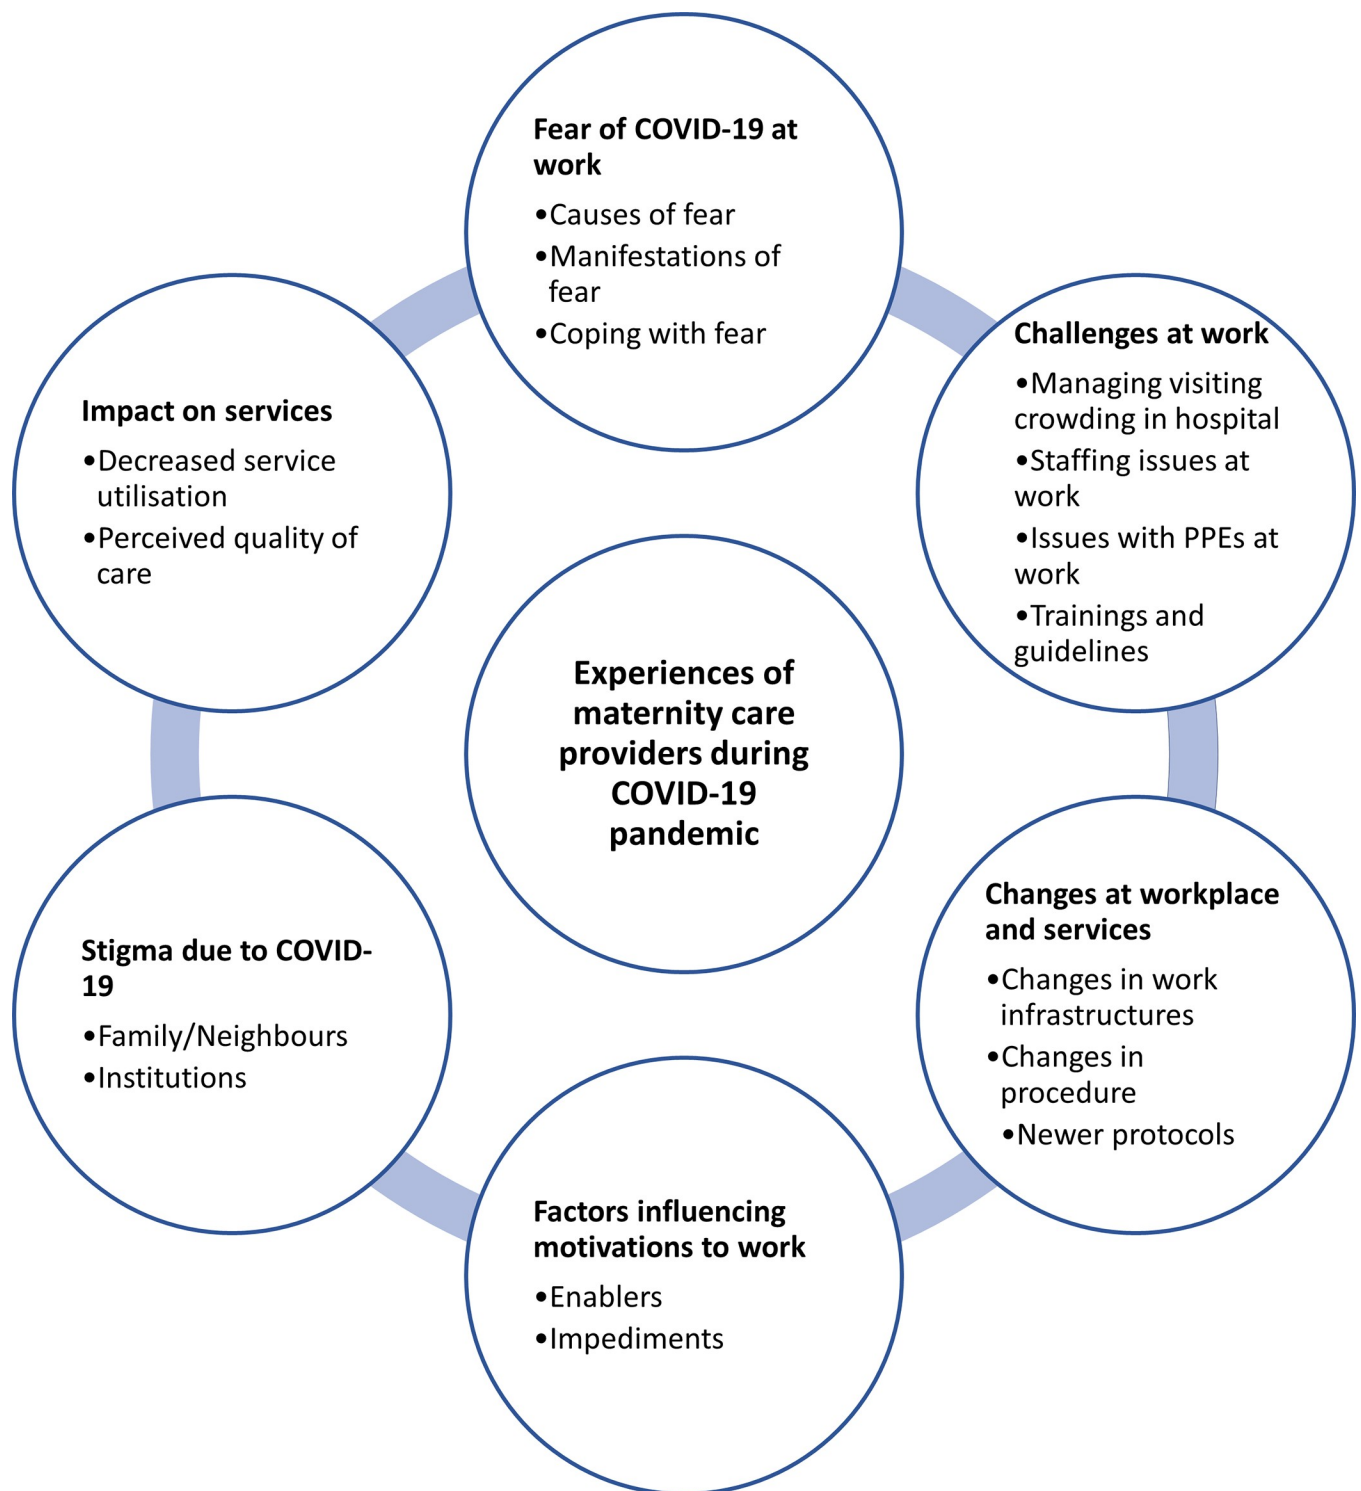 Fear of COVID-19 at
work
•Causes of fear
•Manifestations of
fear
•Coping with fear
Challenges at work
•Managing visiting
crowding in hospital
•Staffing issues at
work
•Issues with PPEs at
work
•Trainings and
guidelines
Changes at workplace
and services
•Changes in work
infrastructures
•Changes in
procedure
•Newer protocols
Factors influencing
motivations to work
•Enablers
•Impediments
Stigma due to COVID-
19
•Family/Neighbours
•Institutions
Impact on services
•Decreased service
utilisation
•Perceived quality of
care
Experiences of
maternity care
providers during
COVID-19
pandemic